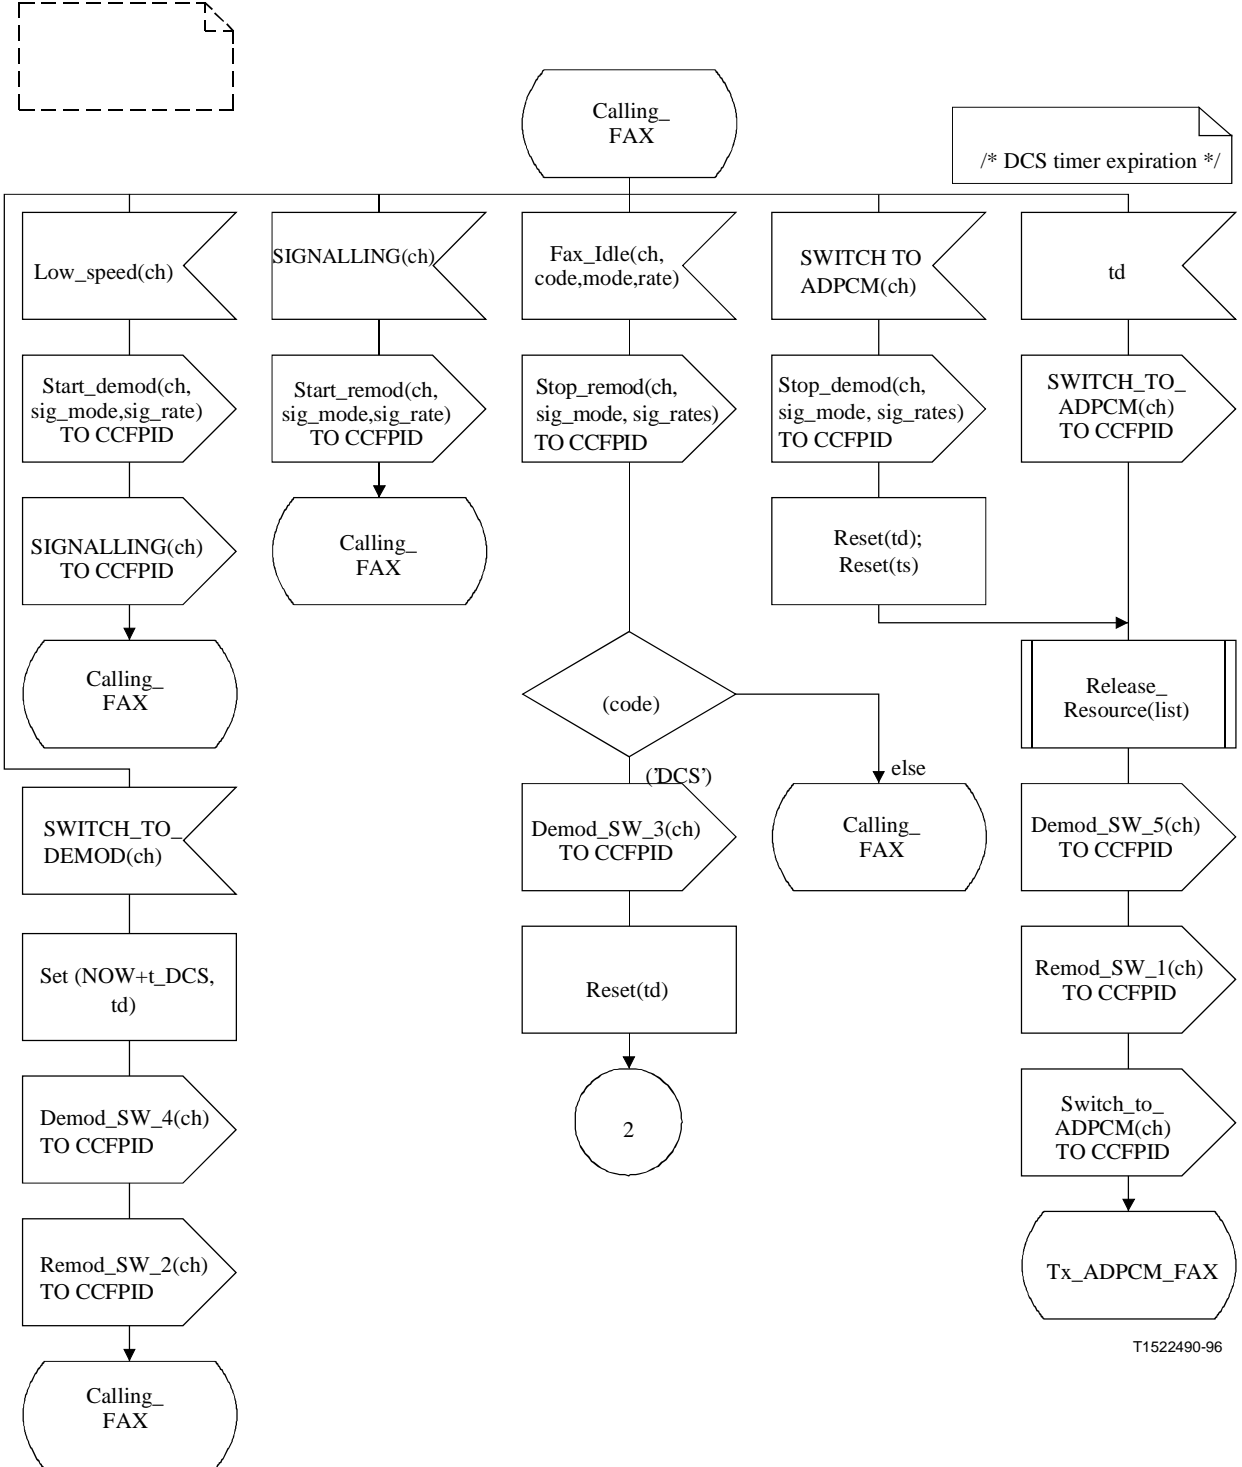 Calling_
FAX
/* DCS timer expiration */
Low_speed(ch)
Start_demod(ch,
sig_mode,sig_rate)
TO CCFPID
SIGNALLING(ch)
TO CCFPID
Calling_
FAX
SIGNALLING(ch)
Start_remod(ch,
sig_mode,sig_rate)
TO CCFPID
Calling_
FAX
Fax_Idle(ch,
code,mode,rate)
Stop_remod(ch,
sig_mode, sig_rates)
TO CCFPID
(code)
('DCS')
else
Demod_SW_3(ch)
TO CCFPID
Reset(td)
2
Calling_
FAX
SWITCH TO
ADPCM(ch)
Stop_demod(ch,
sig_mode, sig_rates)
TO CCFPID
Reset(td);
Reset(ts)
td
SWITCH_TO_
ADPCM(ch)
TO CCFPID
Release_
Resource(list)
Demod_SW_5(ch)
TO CCFPID
Remod_SW_1(ch)
TO CCFPID
Switch_to_
ADPCM(ch)
TO CCFPID
Tx_ADPCM_FAX
SWITCH_TO_
DEMOD(ch)
Set (NOW+t_DCS,
td)
Demod_SW_4(ch)
TO CCFPID
Remod_SW_2(ch)
TO CCFPID
Calling_
FAX
T1522490-96